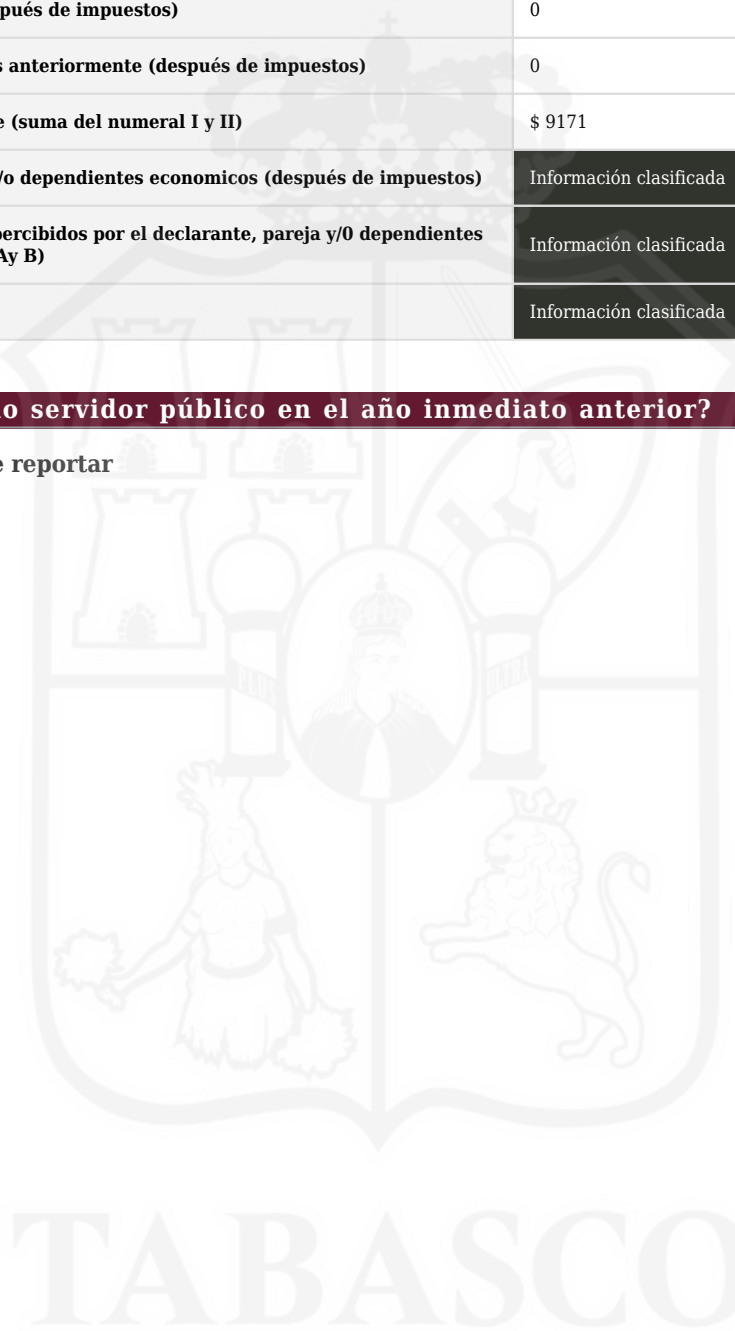 pués de impuestos)
0
s anteriormente (después de impuestos)
0
e (suma del numeral I y II)
$ 9171
/o dependientes economicos (después de impuestos)
Información clasificada
percibidos por el declarante, pareja y/0 dependientes
Ay B)
Información clasificada
Información clasificada
o servidor público en el año inmediato anterior?
e reportar
PLUS
ULTRA
TABASCO